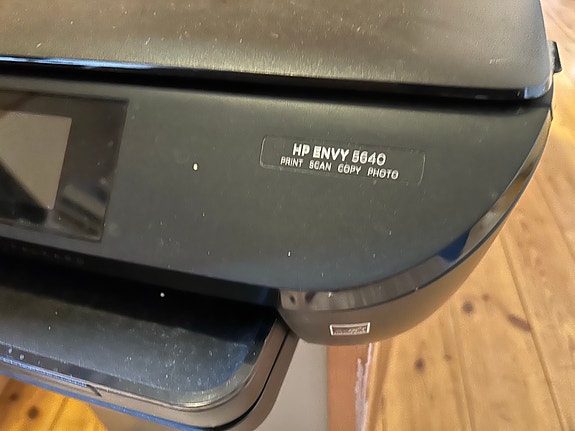 HP ENVY 5640
PRINT SCAN COPY PHOTO